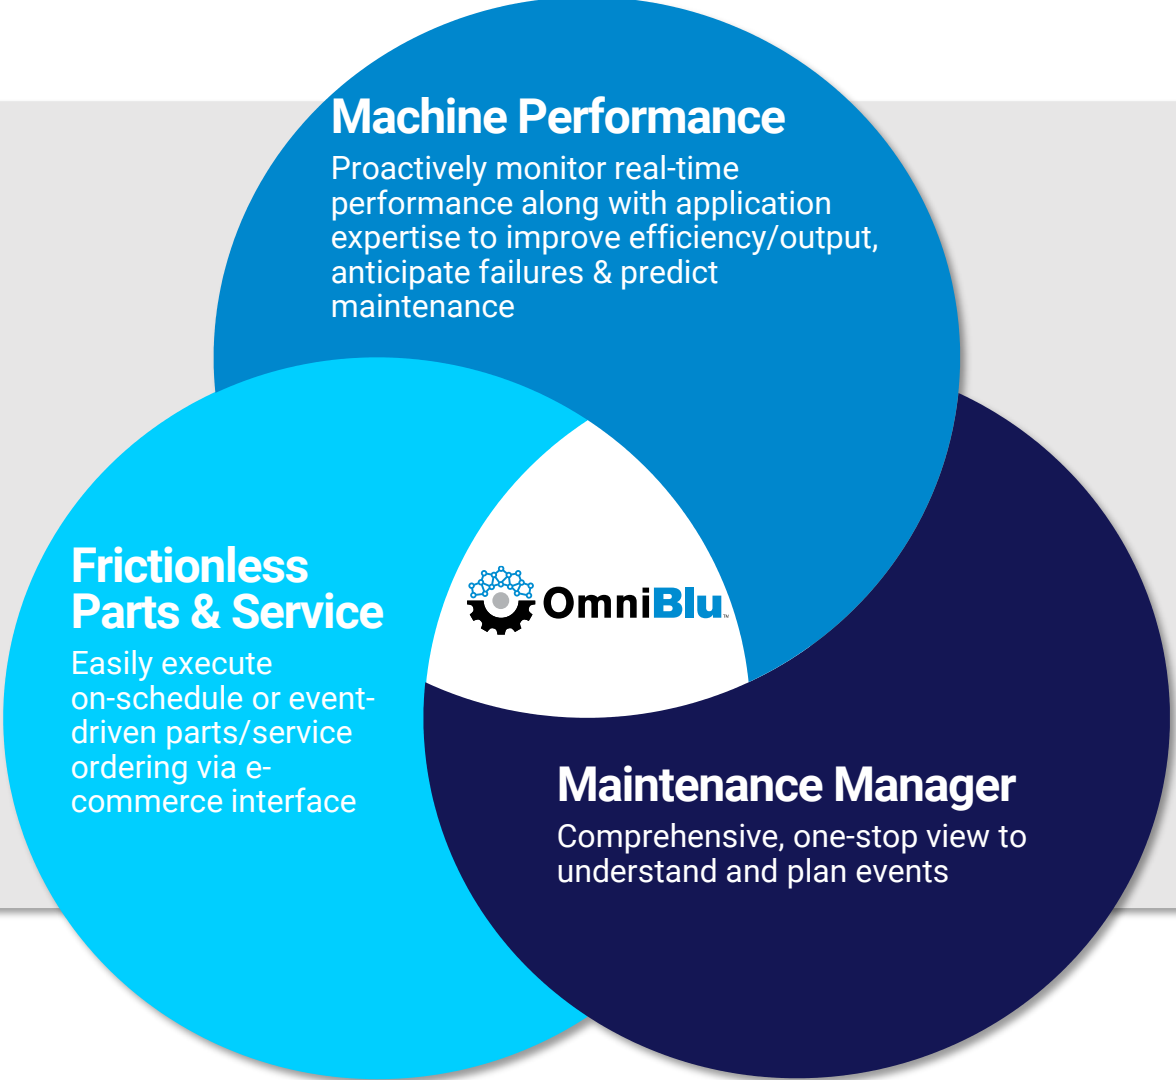 Machine Performance
Proactively monitor real-time
performance along with application
expertise to improve efficiency/output,
anticipate failures & predict
maintenance
Frictionless
Parts & Service
Easily execute
on-schedule or event-
driven parts/service
ordering via e-
commerce interface
OmniBlu™
Maintenance Manager
Comprehensive, one-stop view to
understand and plan events